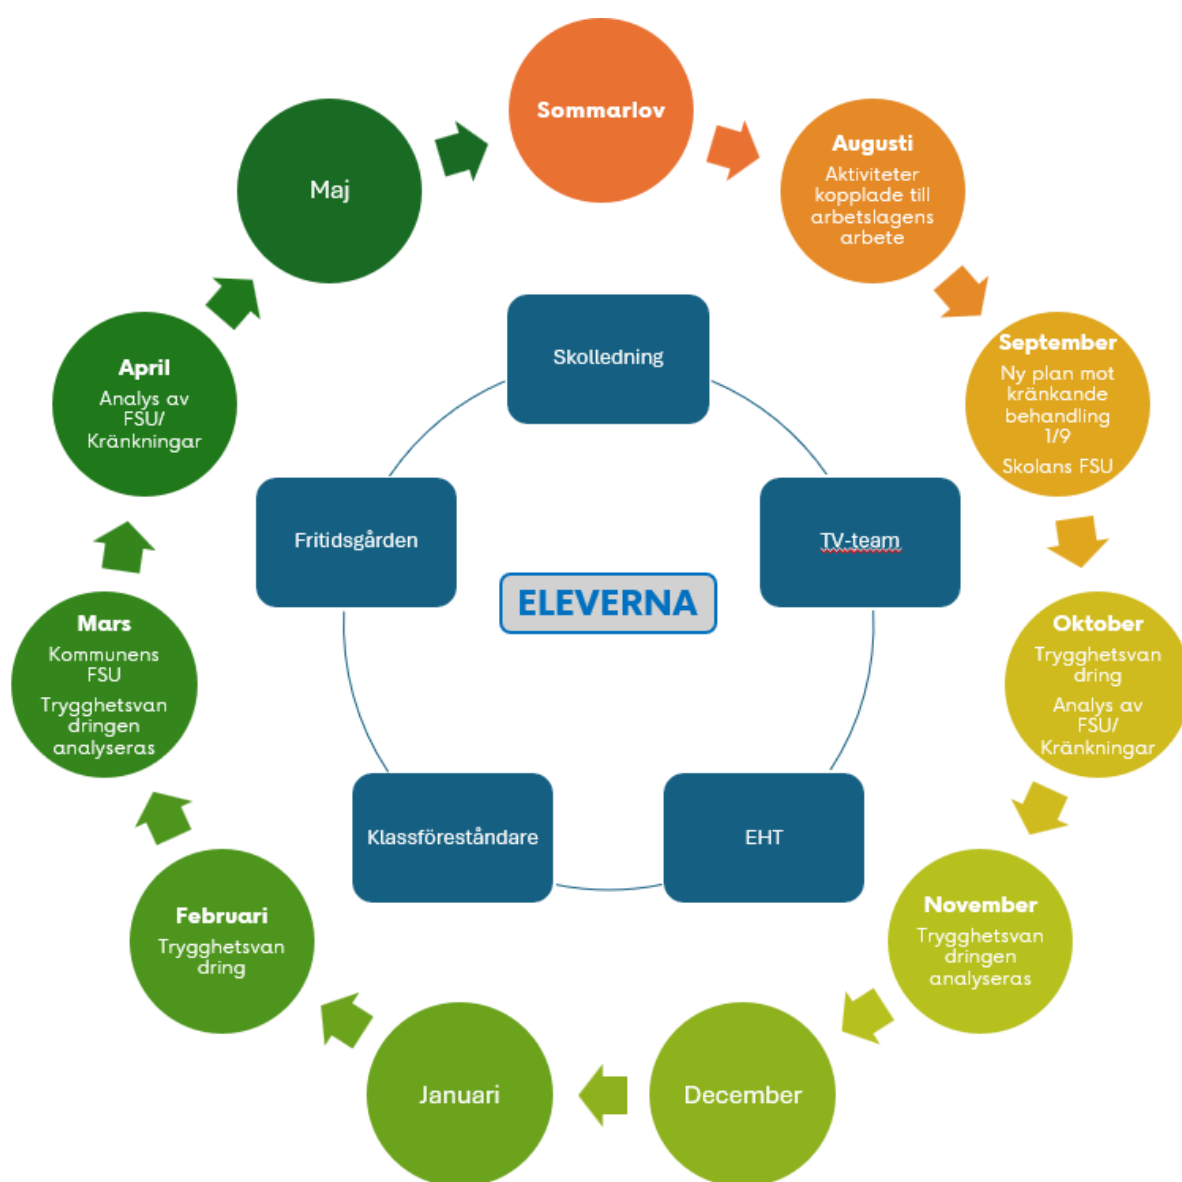 Sommarlov
Augusti
Aktiviteter
kopplade till
arbetslagens
arbete
September
Ny plan mot
kränkande
behandling
1/9
Skolans FSU
Oktober
Trygghetsvan
dring
Analys av
FSU/
Kränkningar
November
Trygghetsvan
dringen
analyseras
December
Januari
Februari
Trygghetsvan
dring
Mars
Kommunens
FSU
Trygghetsvan
dringen
analyseras
April
Analys av
FSU/
Kränkningar
Maj
Skolledning
TV-team
EHT
Klassföreståndare
Fritidsgården
ELEVERNA